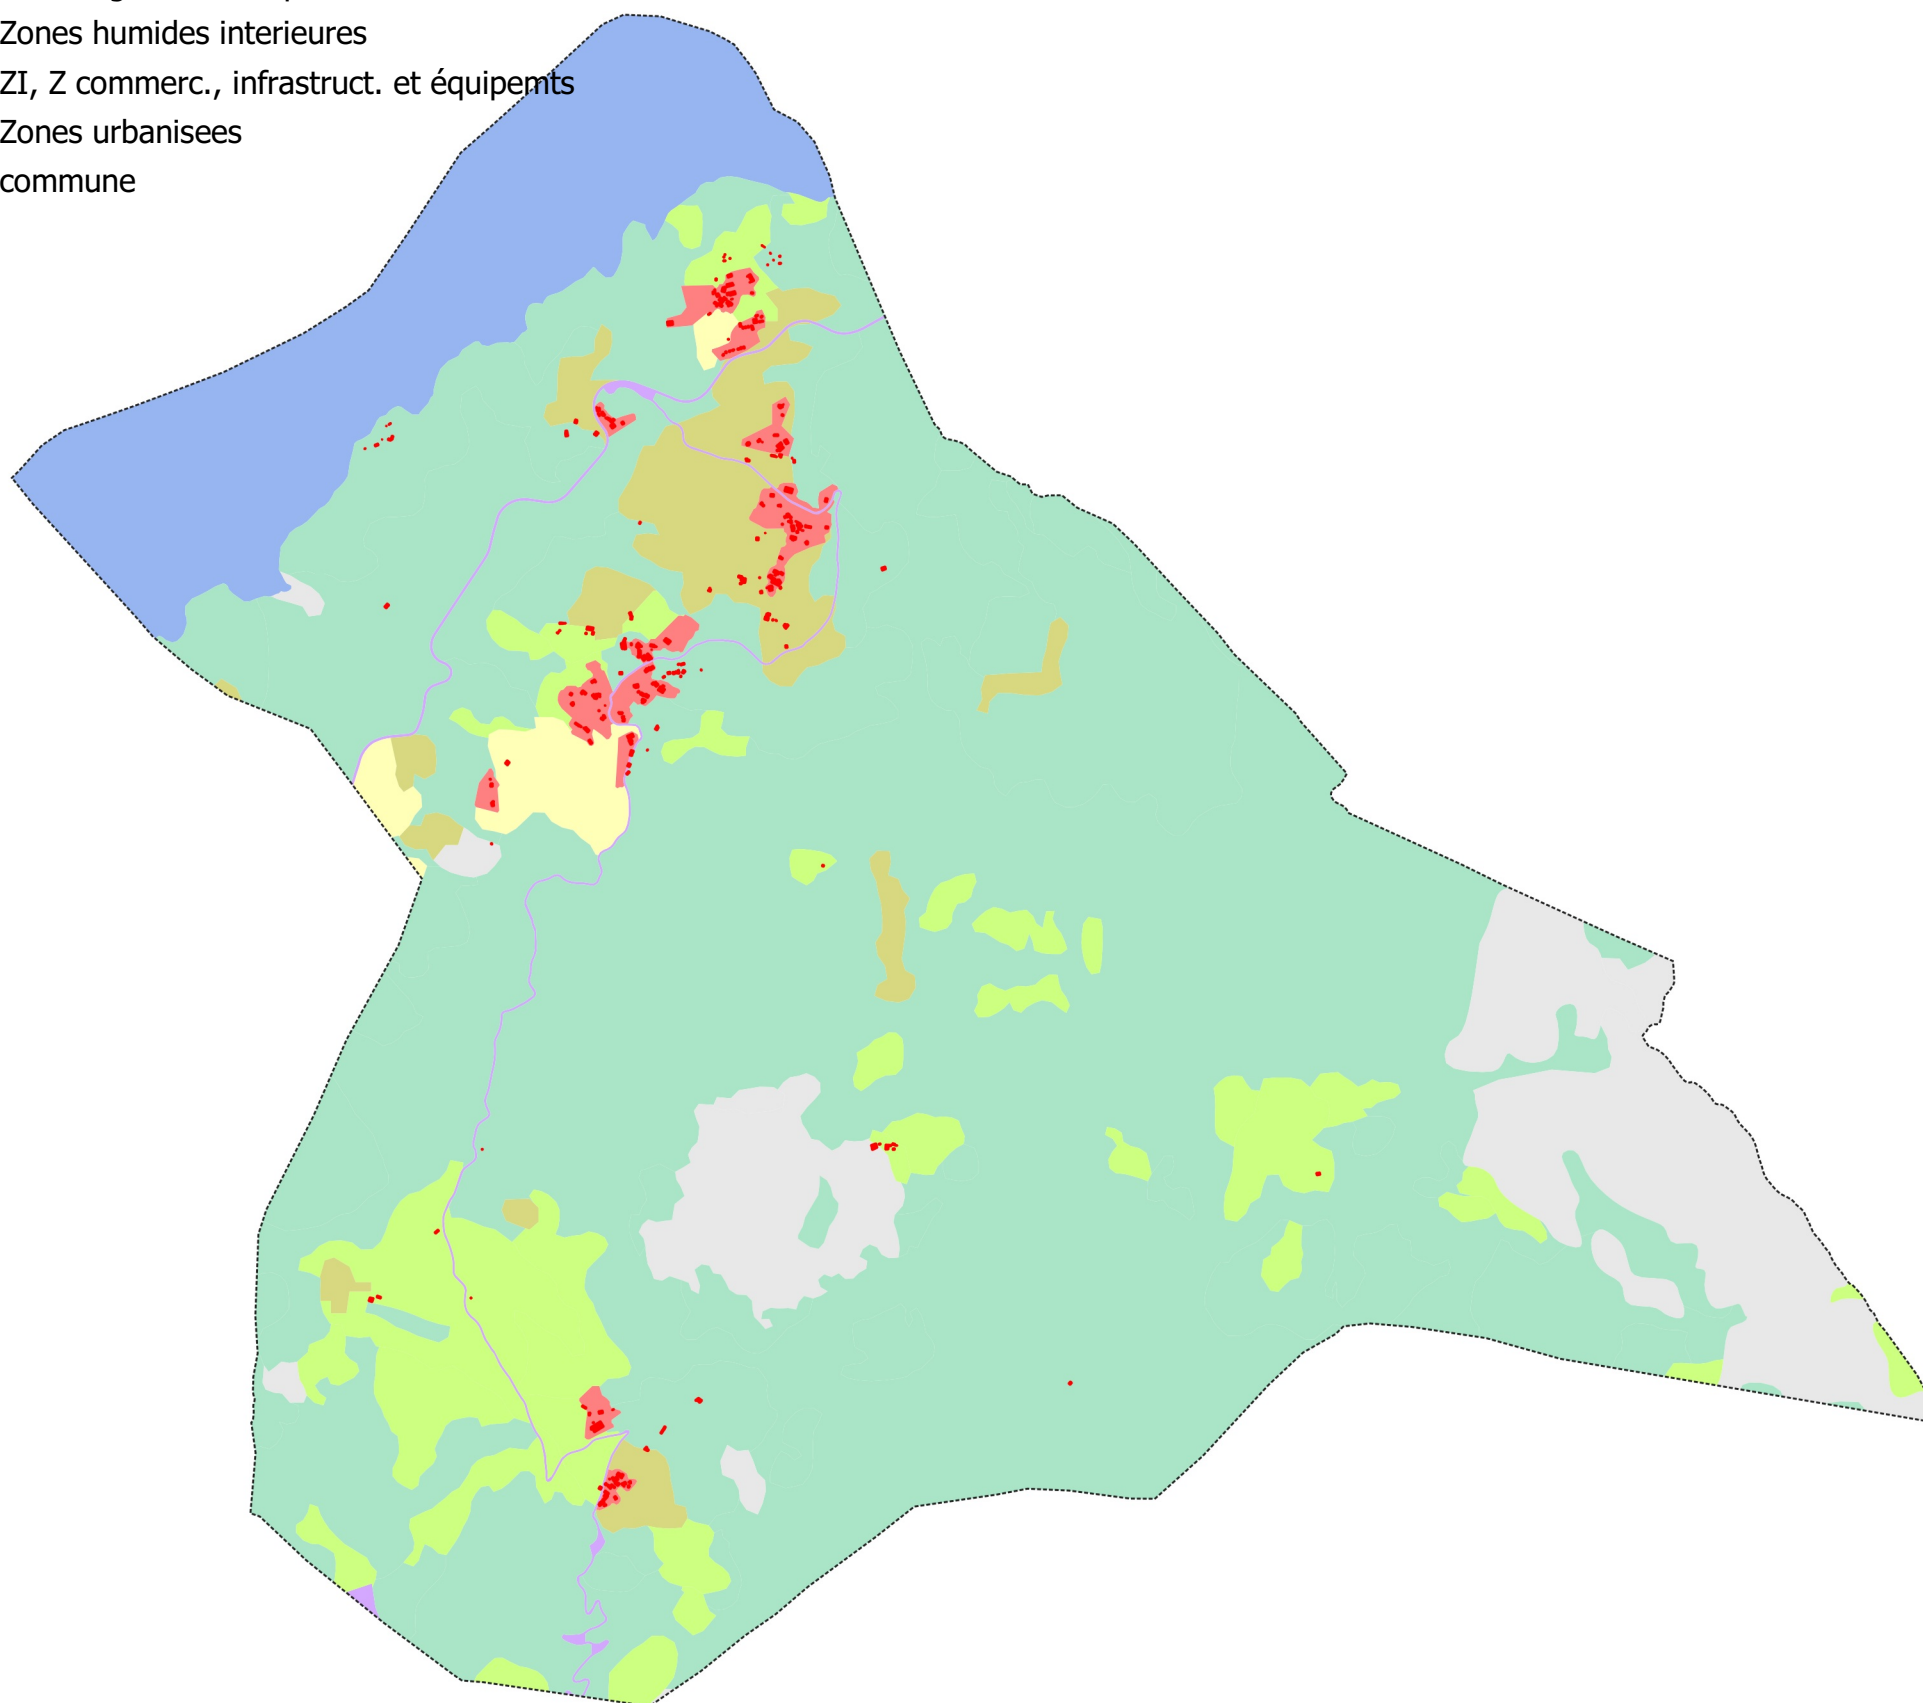 Zones humides interieures
ZI, Z commerc., infrastruct. et équipemts
Zones urbanisees
commune